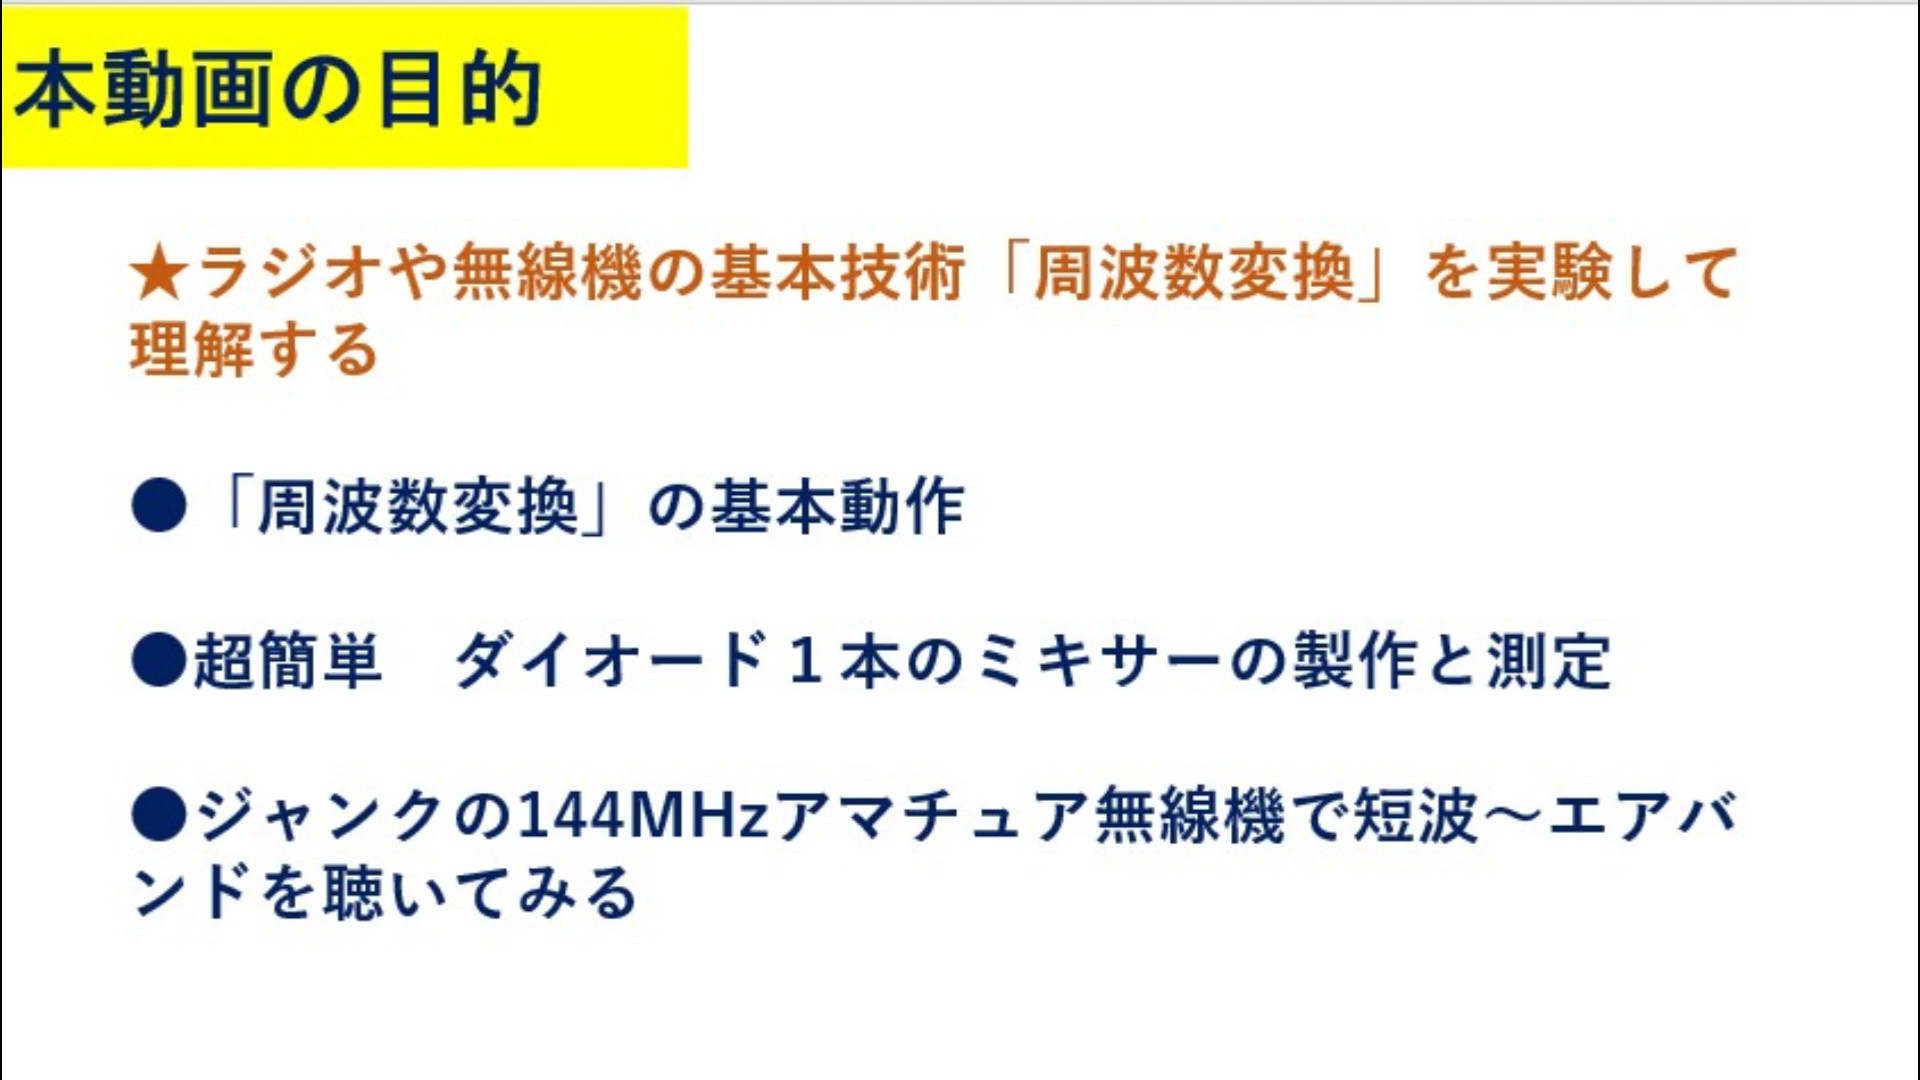 本動画の目的
★ラジオや無線機の基本技術「周波数変換」を実験して
理解する
●「周波数変換」の基本動作
●超簡単　ダイオード１本のミキサーの製作と測定
●ジャンクの144MHzアマチュア無線機で短波～エアバ
ンドを聴いてみる